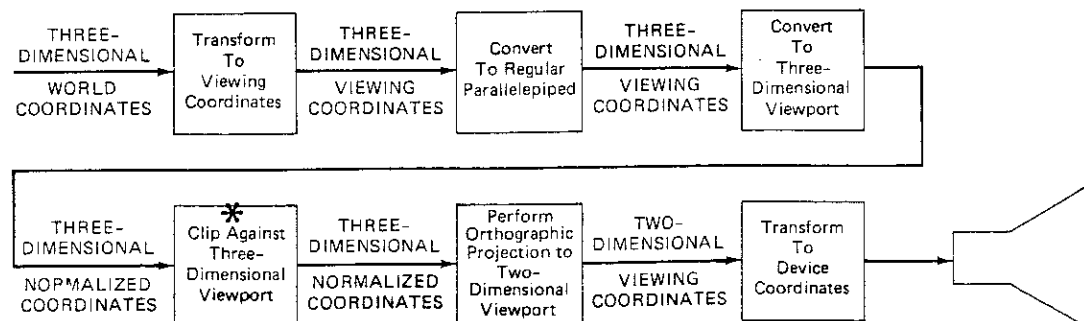 THREE-
DIMENSIONAL
WORLD
COORDINATES
Transform
To
Viewing
Coordinates
THREE-
DIMENSIONAL
VIEWING
COORDINATES
Convert
To Regular
Parallelepiped
THREE-
DIMENSIONAL
VIEWING
COORDINATES
Convert
To
Three-
Dimensional
Viewport
THREE-
DIMENSIONAL
NORMALIZED
COORDINATES
*
Clip Against
Three-
Dimensional
Viewport
THREE-
DIMENSIONAL
NORMALIZED
COORDINATES
Perform
Orthographic
Projection to
Two-
Dimensional
Viewport
TWO-
DIMENSIONAL
VIEWING
COORDINATES
Transform
To
Device
Coordinates